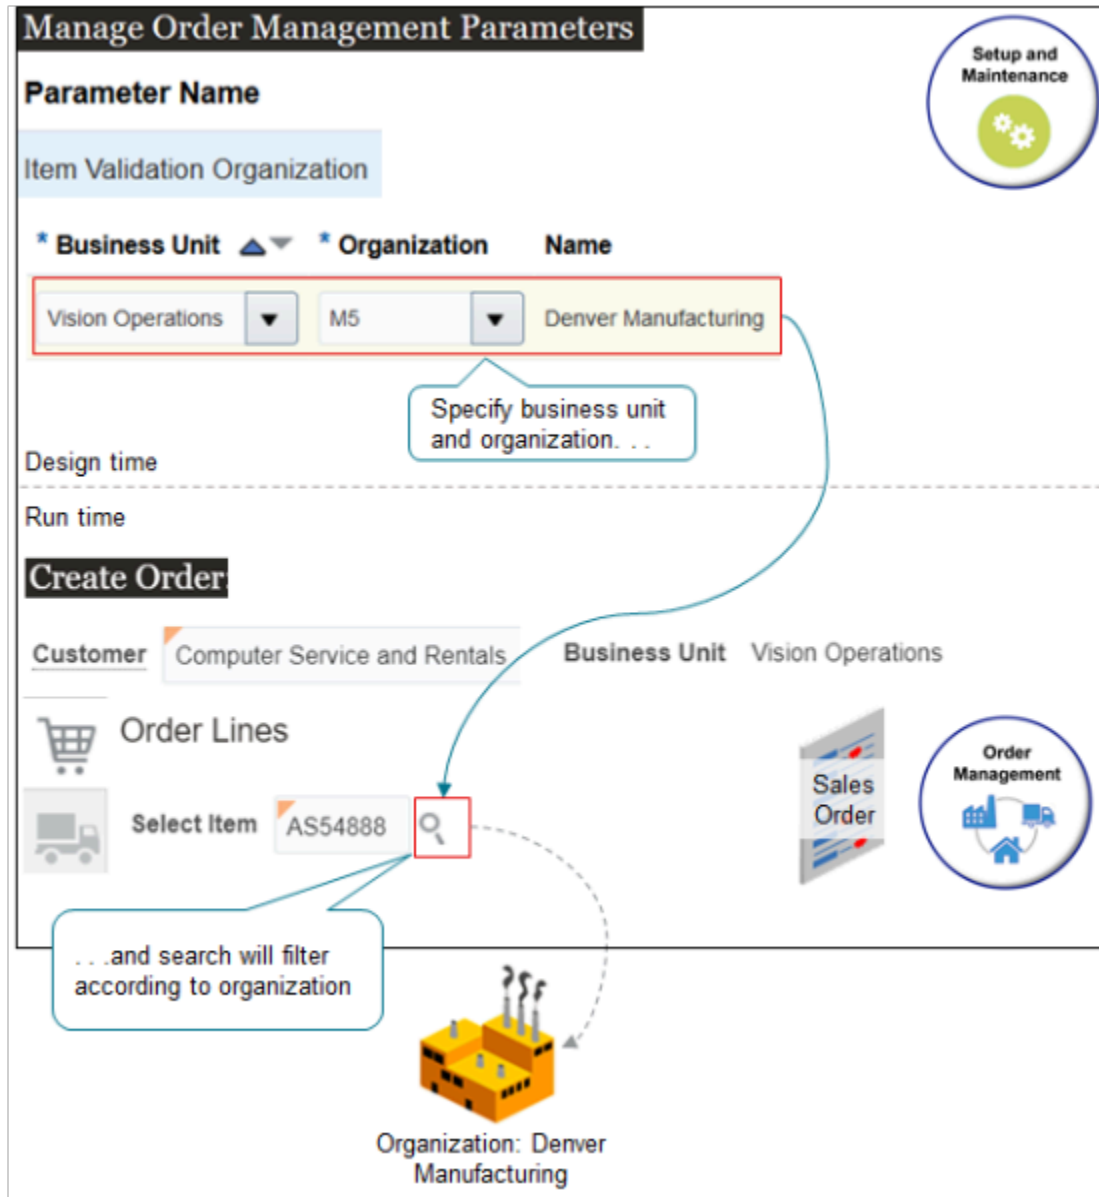 Manage Order Management Parameters
Setup and
Maintenance
Parameter Name
Item Validation Organization
* Business Unit * Organization Name
Vision Operations M5 Denver Manufacturing
Specify business unit
and organization. . .
Design time
Run time
Create Order:
Customer Computer Service and Rentals Business Unit Vision Operations
Order Lines
Order
Management
Sales
Order
Select Item AS54888
. . .and search will filter
according to organization
Organization: Denver
Manufacturing